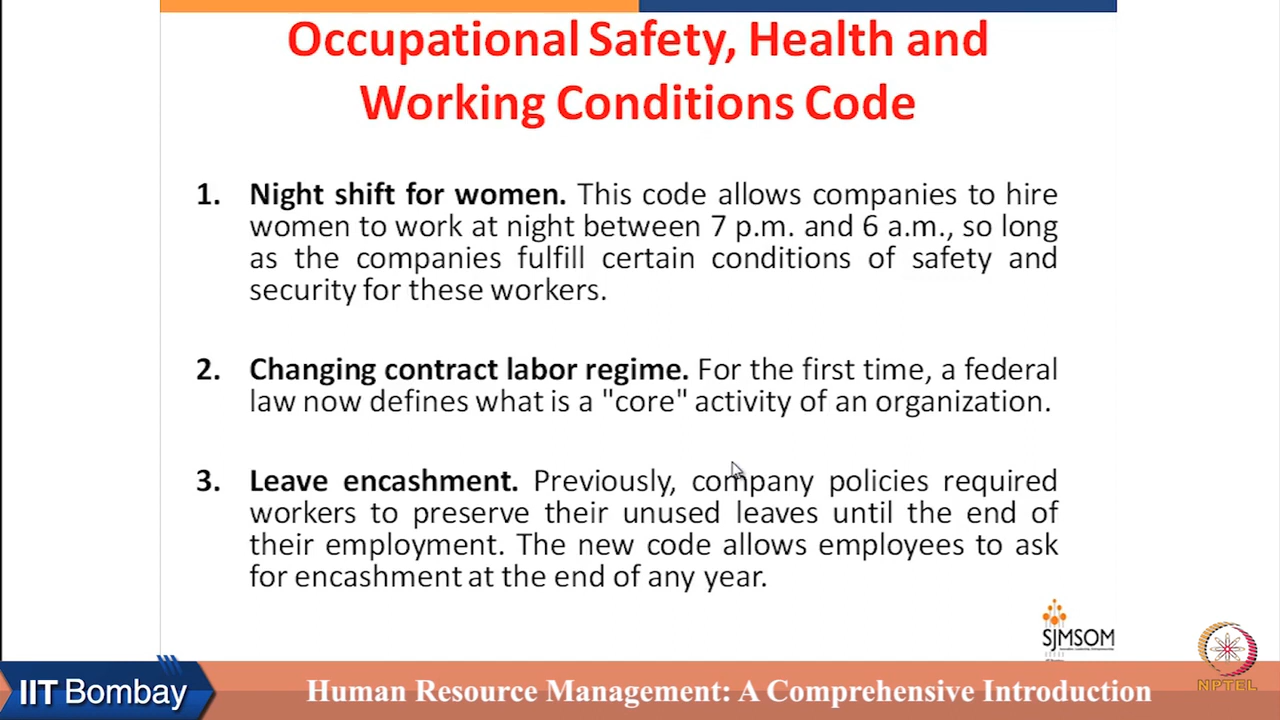 Occupational Safety, Health and
Working Conditions Code
1. Night shift for women. This code allows companies to hire
women to work at night between 7 p.m. and 6 a.m., so long
as the companies fulfill certain conditions of safety and
security for these workers.
2. Changing contract labor regime. For the first time, a federal
law now defines what is a "core" activity of an organization.
3. Leave encashment. Previously, company policies required
workers to preserve their unused leaves until the end of
their employment. The new code allows employees to ask
for encashment at the end of any year.
SJMSOM
IIT Bombay
Human Resource Management: A Comprehensive Introduction
NPTEL